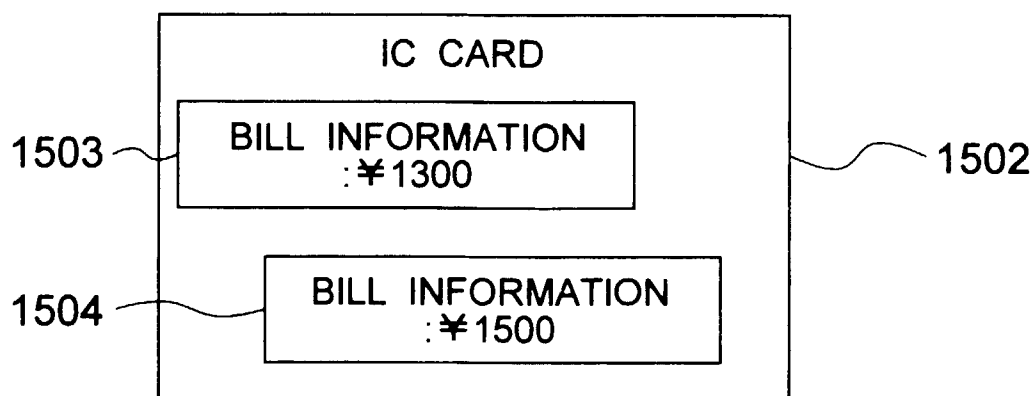 IC CARD
1503
BILL INFORMATION
:¥1300
1502
1504
BILL INFORMATION
:¥1500